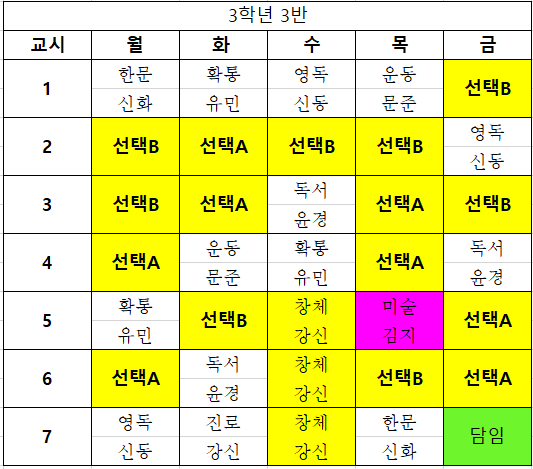 3학년 3반
교시 월 화 수 목 금
1 한문 확통 영독 운동 선택B
신화 유민 신동 문준
2 선택B 선택A 선택B 선택B 영독
신동
3 선택B 선택A 독서 선택A 선택B
윤경
4 선택A 운동 확통 선택A 독서
문준 유민 윤경
5 확통 선택B 창체 미술 선택A
유민 강신 김지
6 선택A 독서 창체 선택B 선택A
윤경 강신
7 영독 진로 창체 한문 담임
신동 강신 강신 신화